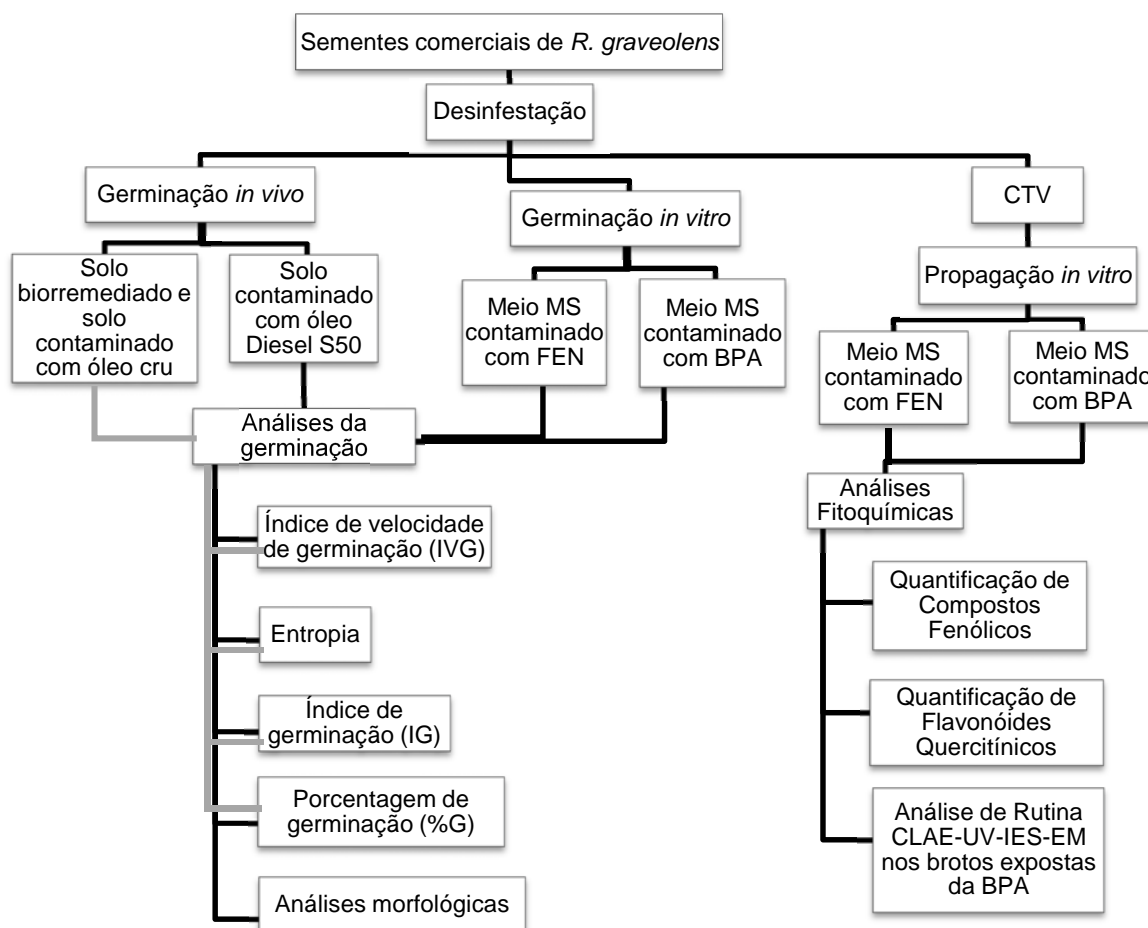 Sementes comerciais de R. graveolens
Desinfestação
Germinação in vivo
Germinação in vitro
CTV
Solo
biorremediado e
solo
contaminado
com óleo cru
Solo
contaminado
com óleo
Diesel S50
Meio MS
contaminado
com FEN
Meio MS
contaminado
com BPA
Propagação in vitro
Meio MS
contaminado
com FEN
Meio MS
contaminado
com BPA
Análises da
germinação
Índice de velocidade
de germinação (IVG)
Entropia
Índice de
germinação (IG)
Porcentagem de
germinação (%G)
Análises morfológicas
Análises
Fitoquímicas
Quantificação de
Compostos
Fenólicos
Quantificação de
Flavonóides
Quercitínicos
Análise de Rutina
CLAE-UV-IES-EM
nos brotos expostas
da BPA